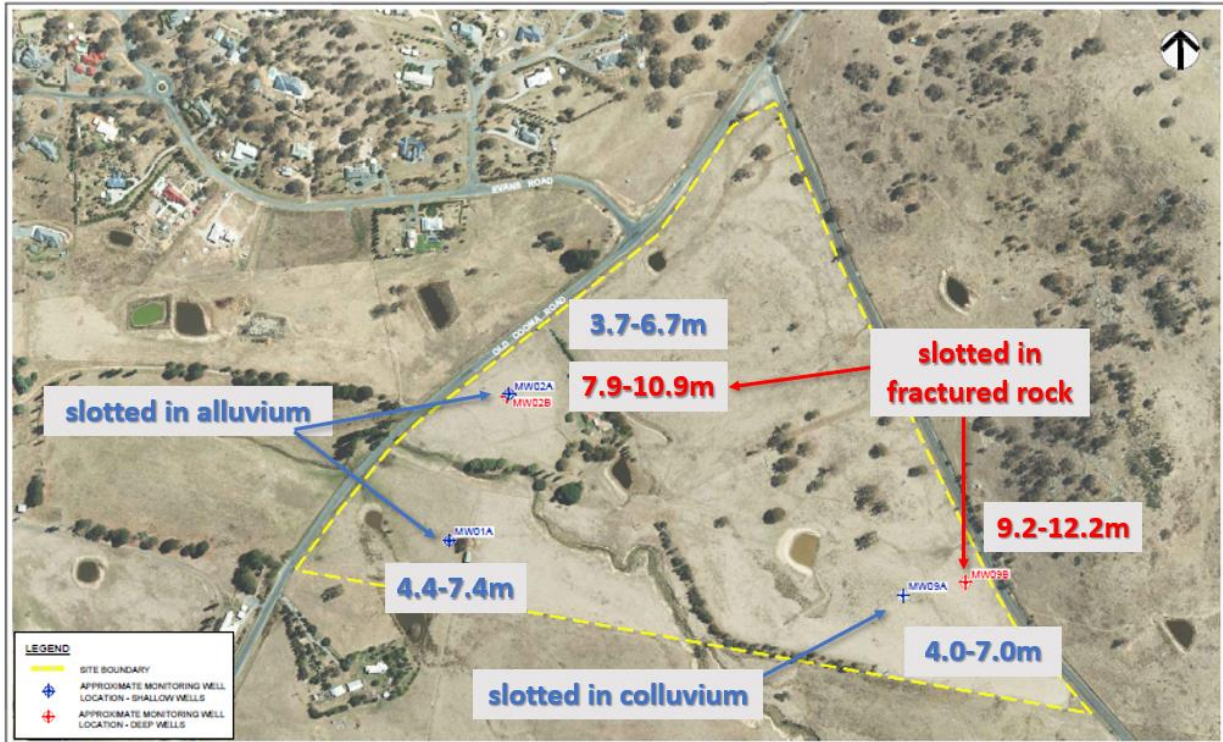 EVANS ROAD
OLD COOMA ROAD
3.7-6.7m
7.9-10.9m
slotted in
fractured rock
slotted in alluvium
MW02A
MW02B
MW01A
4.4-7.4m
9.2-12.2m
MW09B
MW09A
4.0-7.0m
slotted in colluvium
LEGEND
SITE BOUNDARY
APPROXIMATE MONITORING WELL
LOCATION - SHALLOW WELLS
APPROXIMATE MONITORING WELL
LOCATION - DEEP WELLS